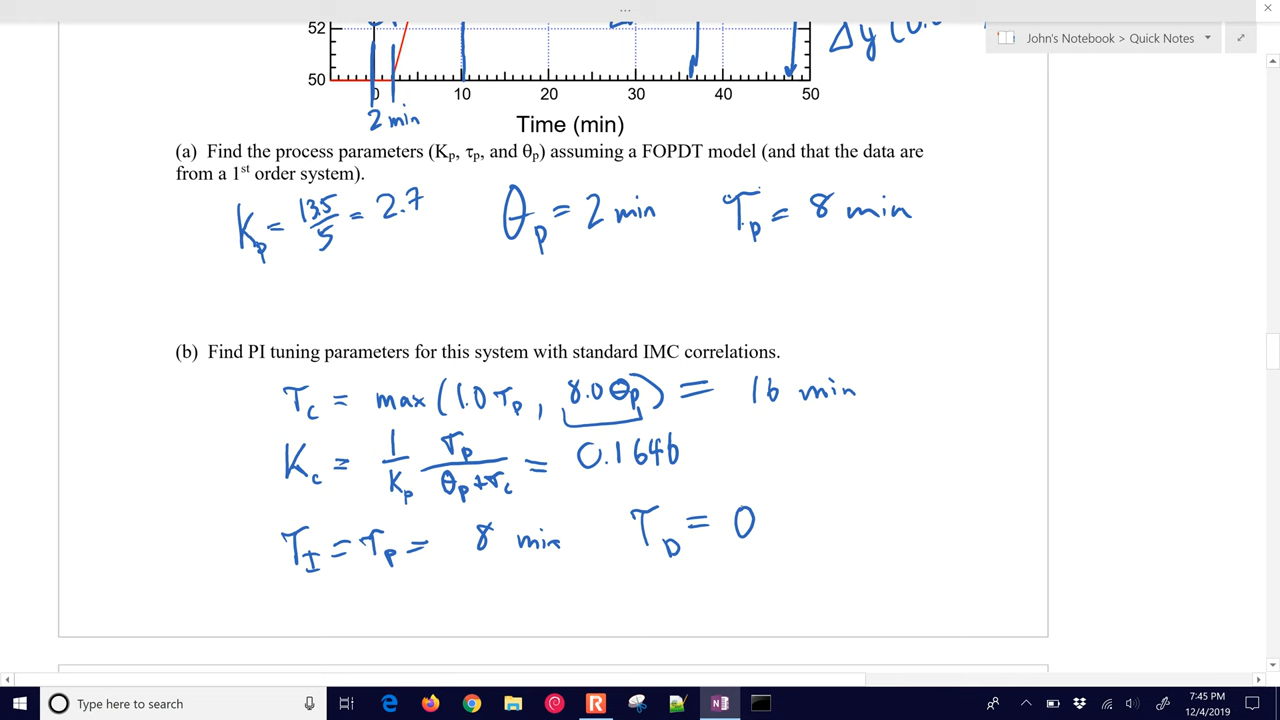 ...
John's Notebook > Quick Notes
52
50
0 10 20 30 40 50
2 min
Δy
Time (min)
(a) Find the process parameters (Kp, τp, and θp) assuming a FOPDT model (and that the data are
from a 1st order system).
Kp = 13.5/5 = 2.7 θp = 2 min τp = 8 min
(b) Find PI tuning parameters for this system with standard IMC correlations.
τc = max (1.0 τp, 8.0 θp) = 16 min
Kc = 1/Kp τp/(θp+τc) = 0.1646
τI = τp = 8 min τD = 0
Type here to search
7:45 PM
12/4/2019